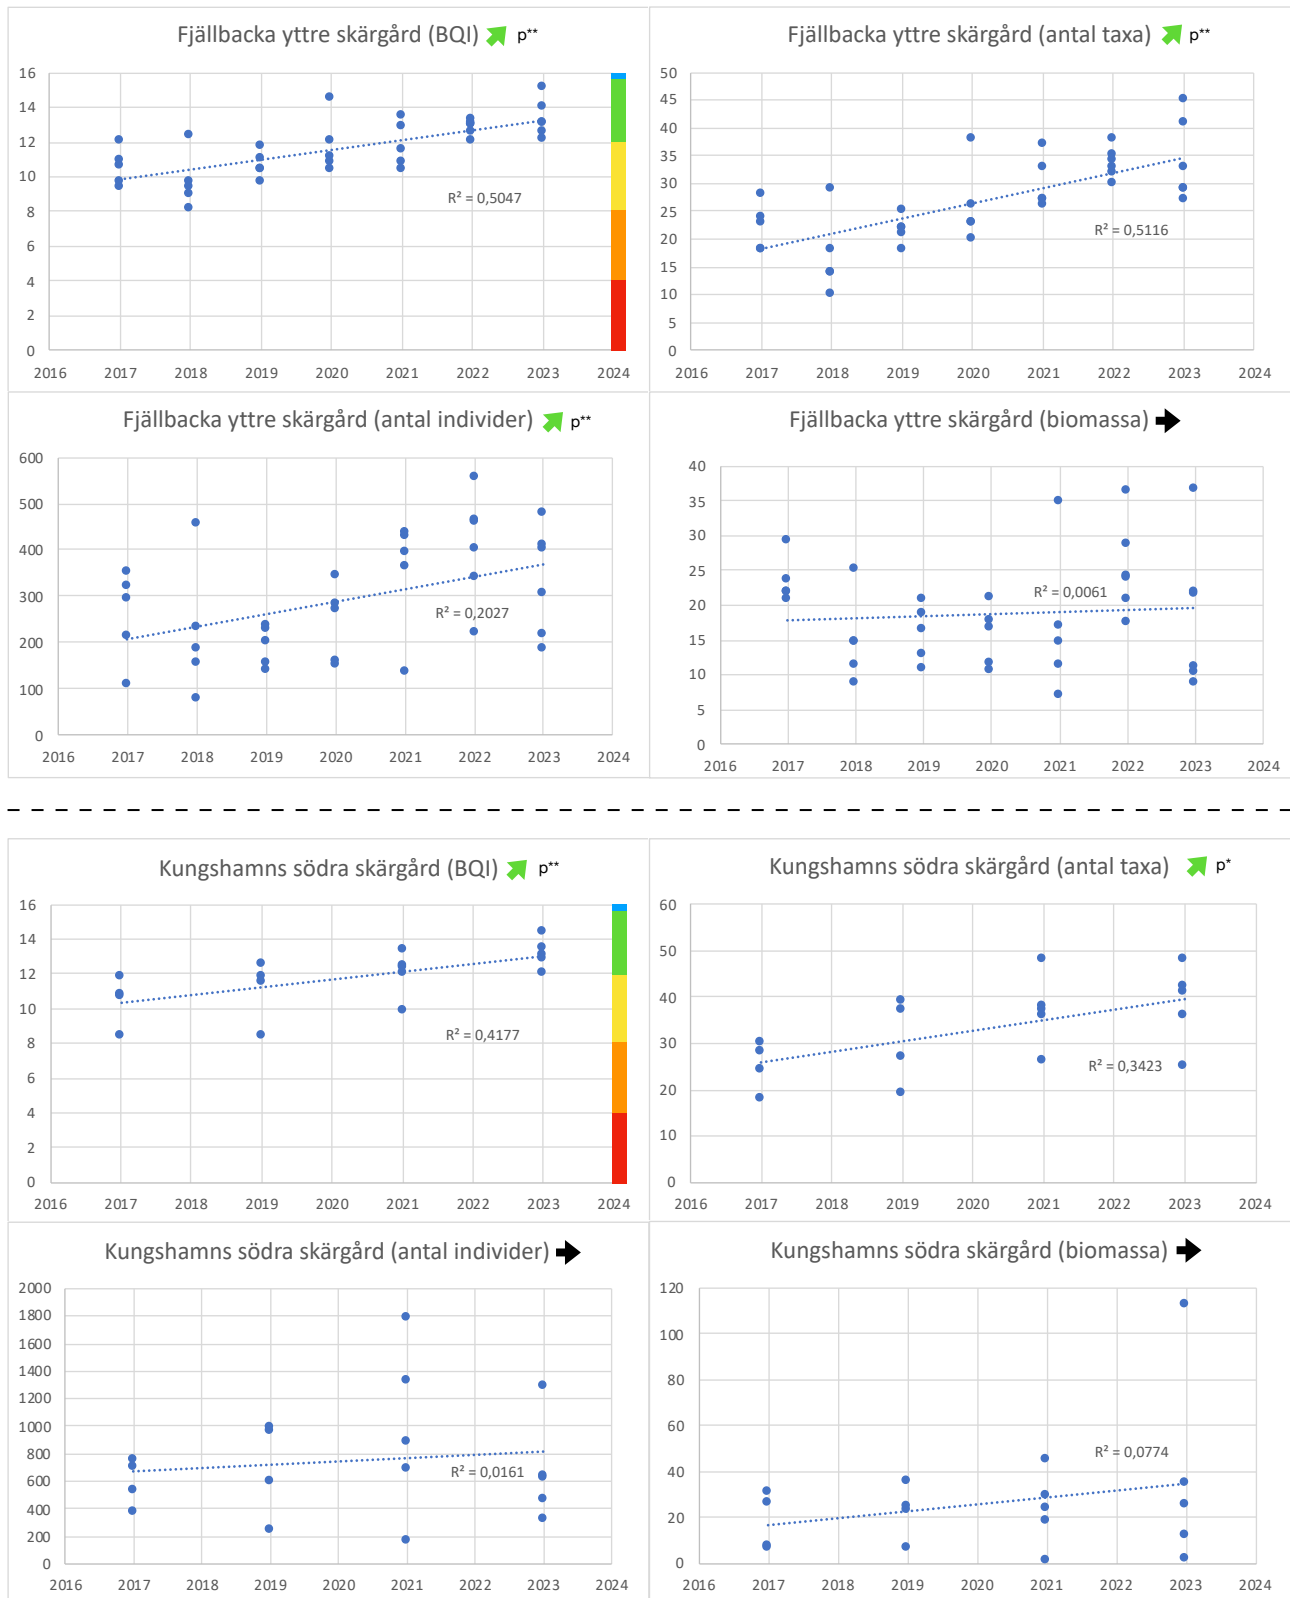 Fjällbacka yttre skärgård (BQI) p**
16
14
12
10
8
6
4
2
0
R² = 0,5047
2016 2017 2018 2019 2020 2021 2022 2023 2024
Fjällbacka yttre skärgård (antal taxa) p**
50
45
40
35
30
25
20
15
10
5
0
R² = 0,5116
2016 2017 2018 2019 2020 2021 2022 2023 2024
Fjällbacka yttre skärgård (antal individer) p**
600
500
400
300
200
100
0
R² = 0,2027
2016 2017 2018 2019 2020 2021 2022 2023 2024
Fjällbacka yttre skärgård (biomassa)
40
35
30
25
20
15
10
5
0
R² = 0,0061
2016 2017 2018 2019 2020 2021 2022 2023 2024
Kungshamns södra skärgård (BQI) p**
16
14
12
10
8
6
4
2
0
R² = 0,4177
2016 2017 2018 2019 2020 2021 2022 2023 2024
Kungshamns södra skärgård (antal taxa) p*
60
50
40
30
20
10
0
R² = 0,3423
2016 2017 2018 2019 2020 2021 2022 2023 2024
Kungshamns södra skärgård (antal individer)
2000
1800
1600
1400
1200
1000
800
600
400
200
0
R² = 0,0161
2016 2017 2018 2019 2020 2021 2022 2023 2024
Kungshamns södra skärgård (biomassa)
120
100
80
60
40
20
0
R² = 0,0774
2016 2017 2018 2019 2020 2021 2022 2023 2024